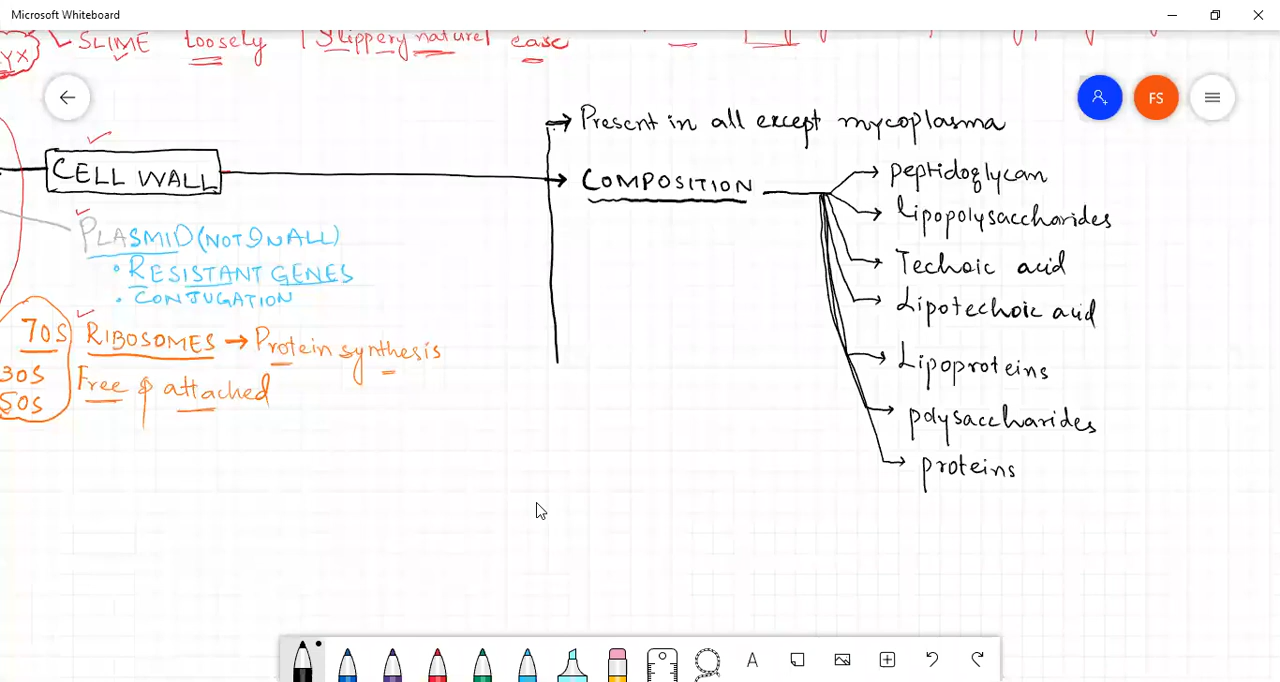 Microsoft Whiteboard
YX
SLIME loosely | Slippery nature | ease
FS
Present in all except mycoplasma
CELL WALL
COMPOSITION
peptidoglycan
lipopolysaccharides
Techoic acid
Lipotechoic acid
Lipoproteins
polysaccharides
proteins
PLASMID (NOT IN ALL)
• RESISTANT GENES
• CONJUGATION
70S
RIBOSOMES → Protein synthesis
30S
Free & attached
50S
A